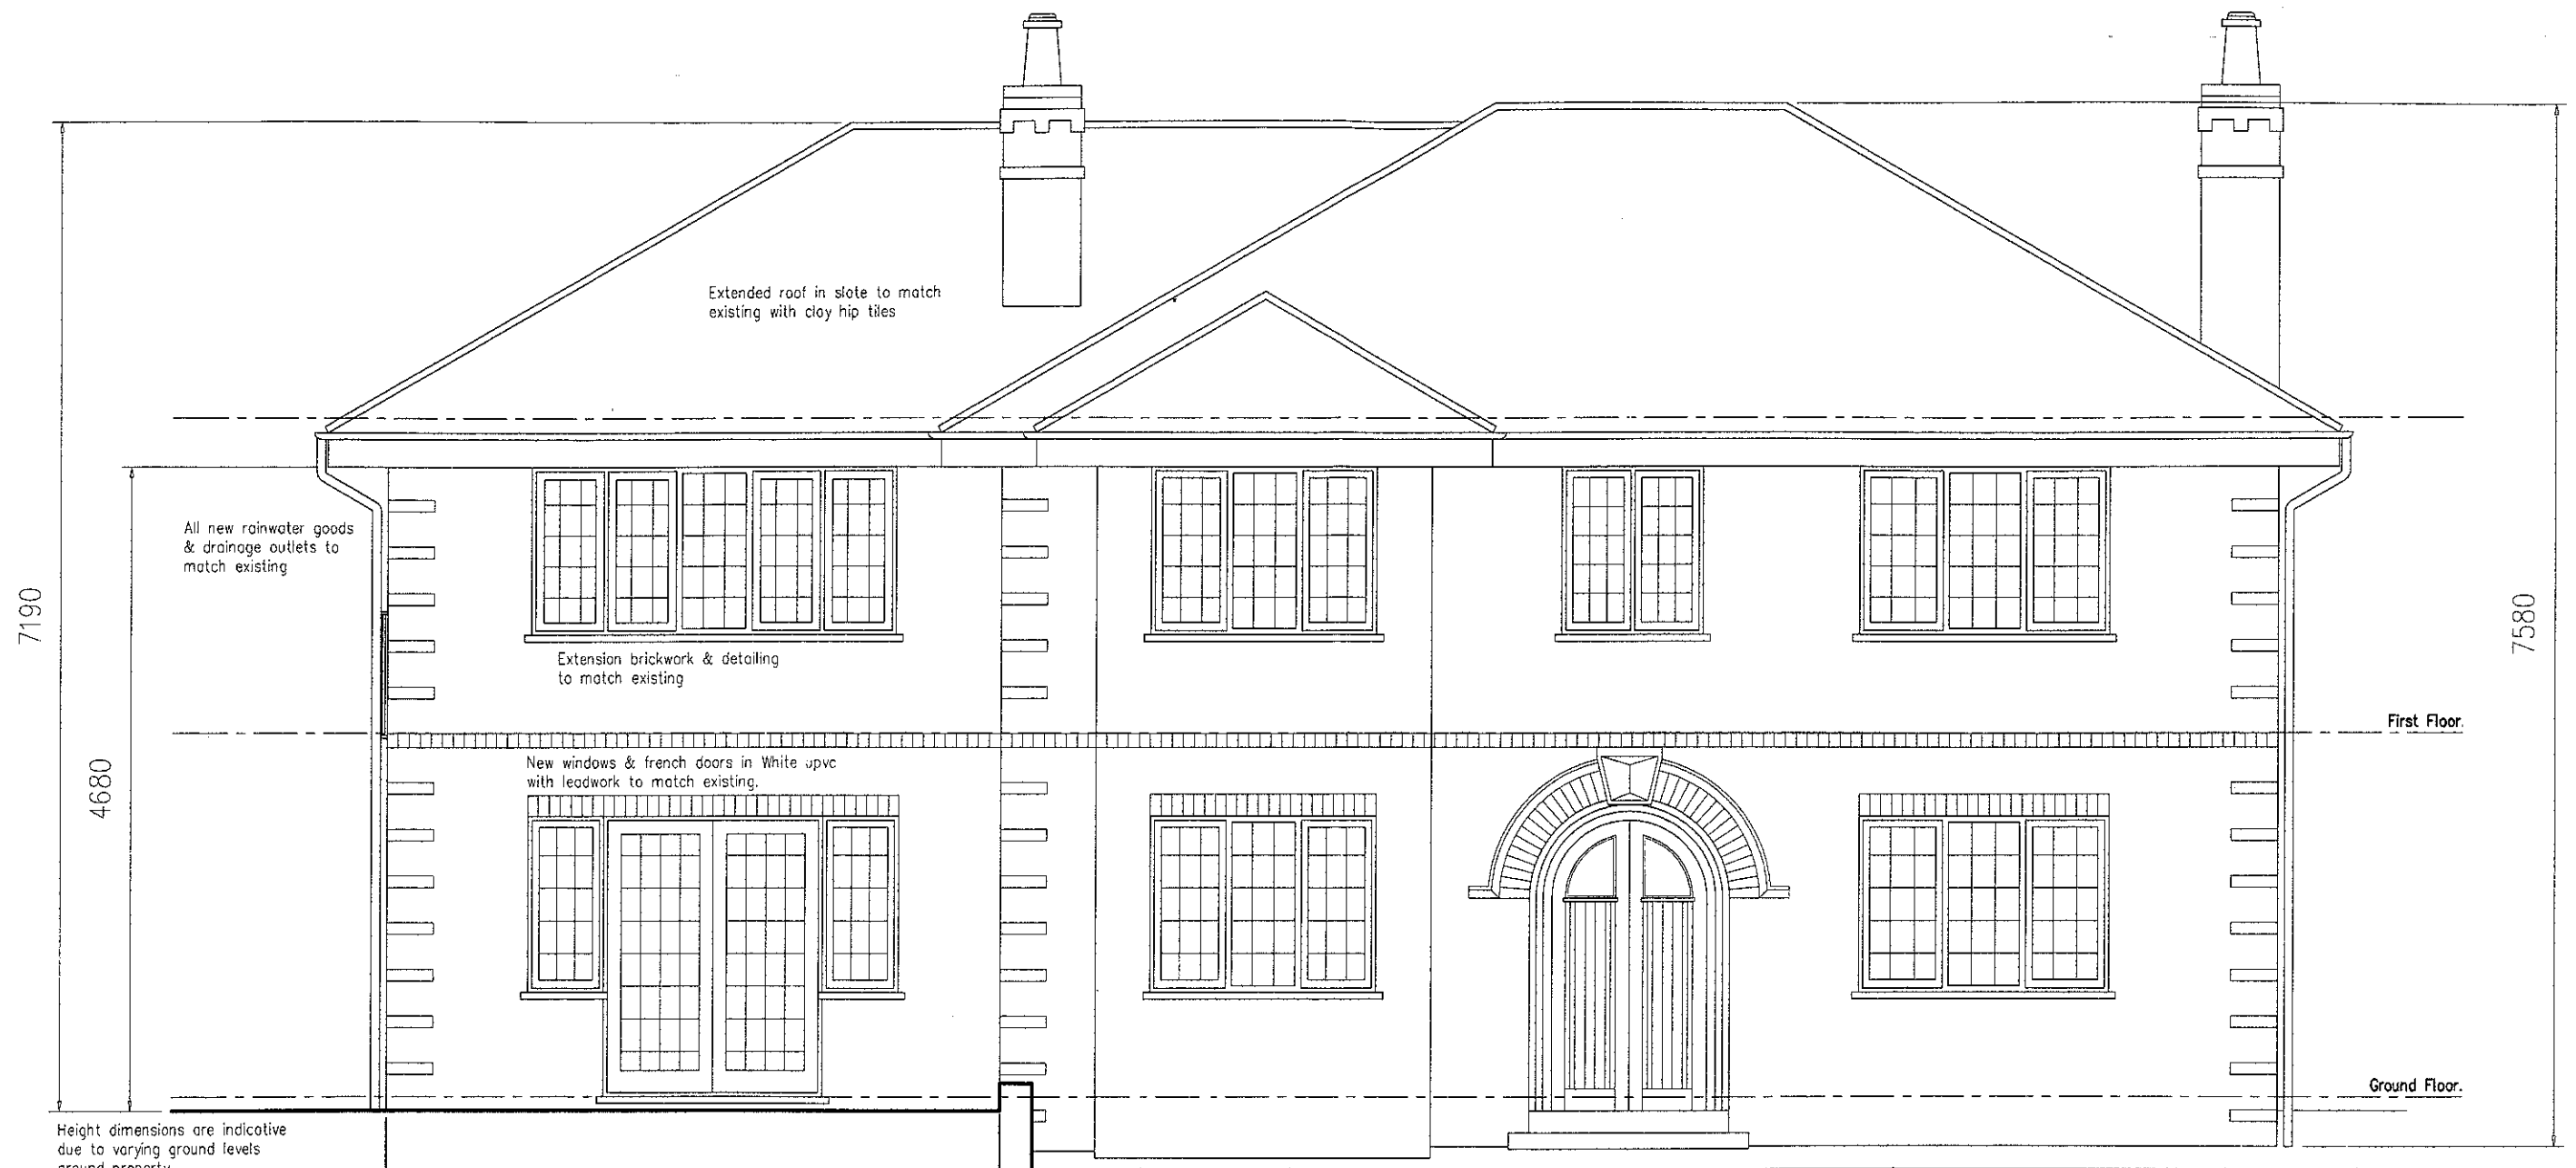 Extended roof in slate to match
existing with clay hip tiles
All new rainwater goods
& drainage outlets to
match existing
7190
7580
Extension brickwork & detailing
to match existing
First Floor.
4680
New windows & french doors in White upvc
with leadwork to match existing.
Ground Floor.
Height dimensions are indicative
due to varying ground levels
around property